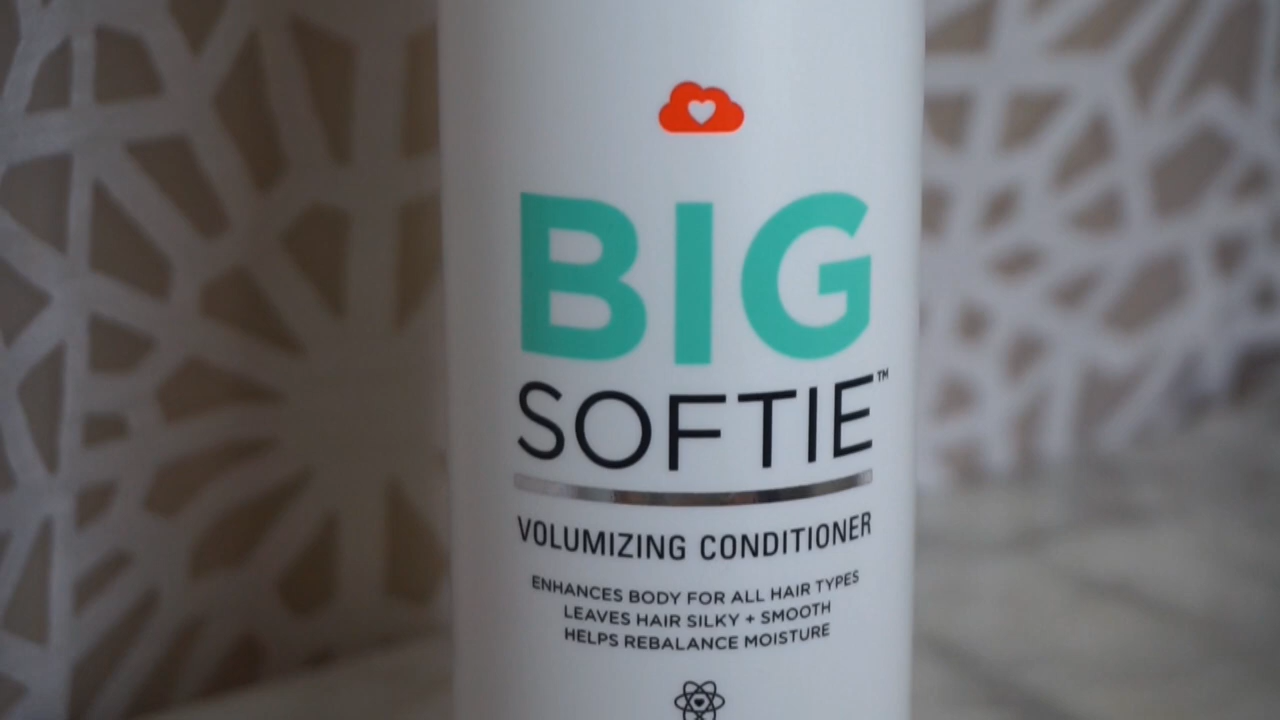 BIG
SOFTIE™
VOLUMIZING CONDITIONER
ENHANCES BODY FOR ALL HAIR TYPES
LEAVES HAIR SILKY + SMOOTH
HELPS REBALANCE MOISTURE